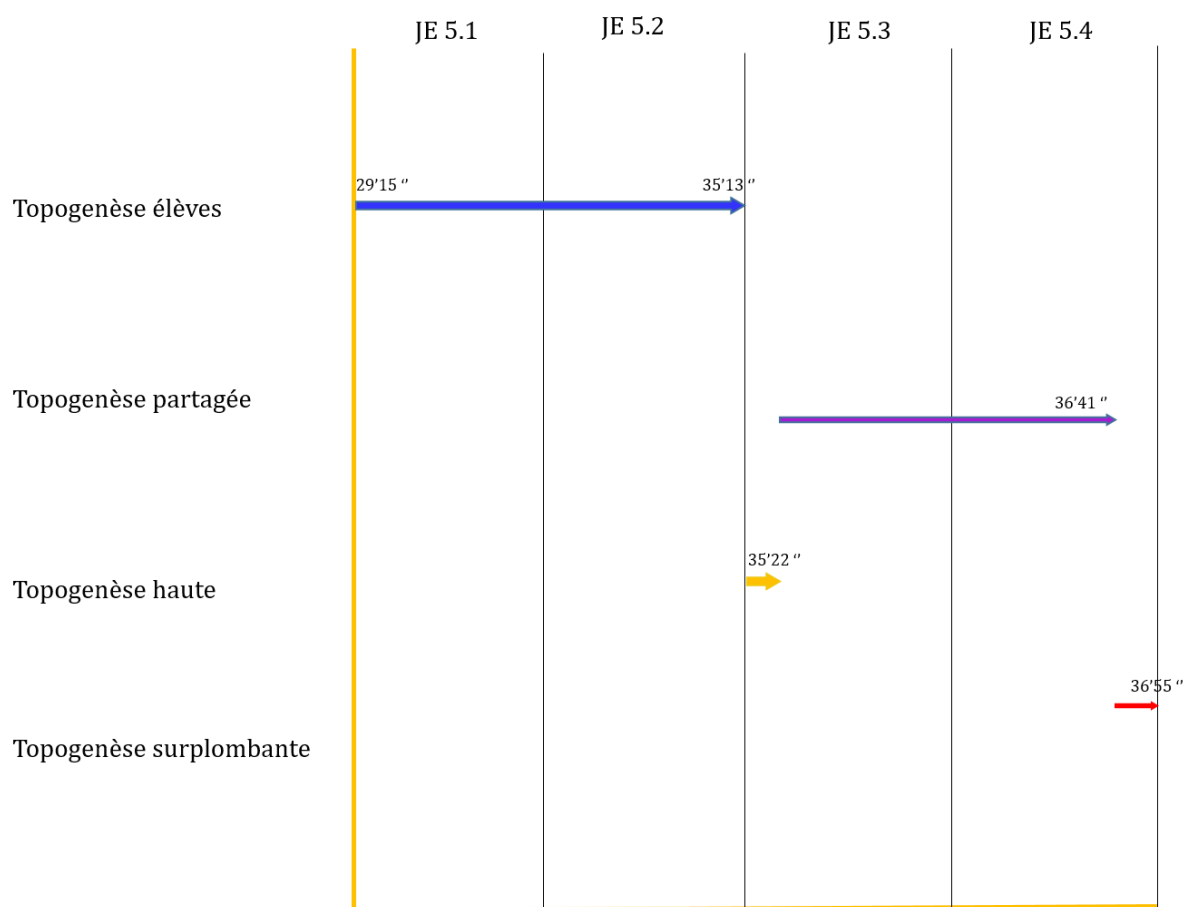 JE 5.1
JE 5.2
JE 5.3
JE 5.4
29’15 ‘’
35’13 ‘’
Topogenèse élèves
Topogenèse partagée
36’41 ‘’
35’22 ‘’
Topogenèse haute
36’55 ‘’
Topogenèse surplombante